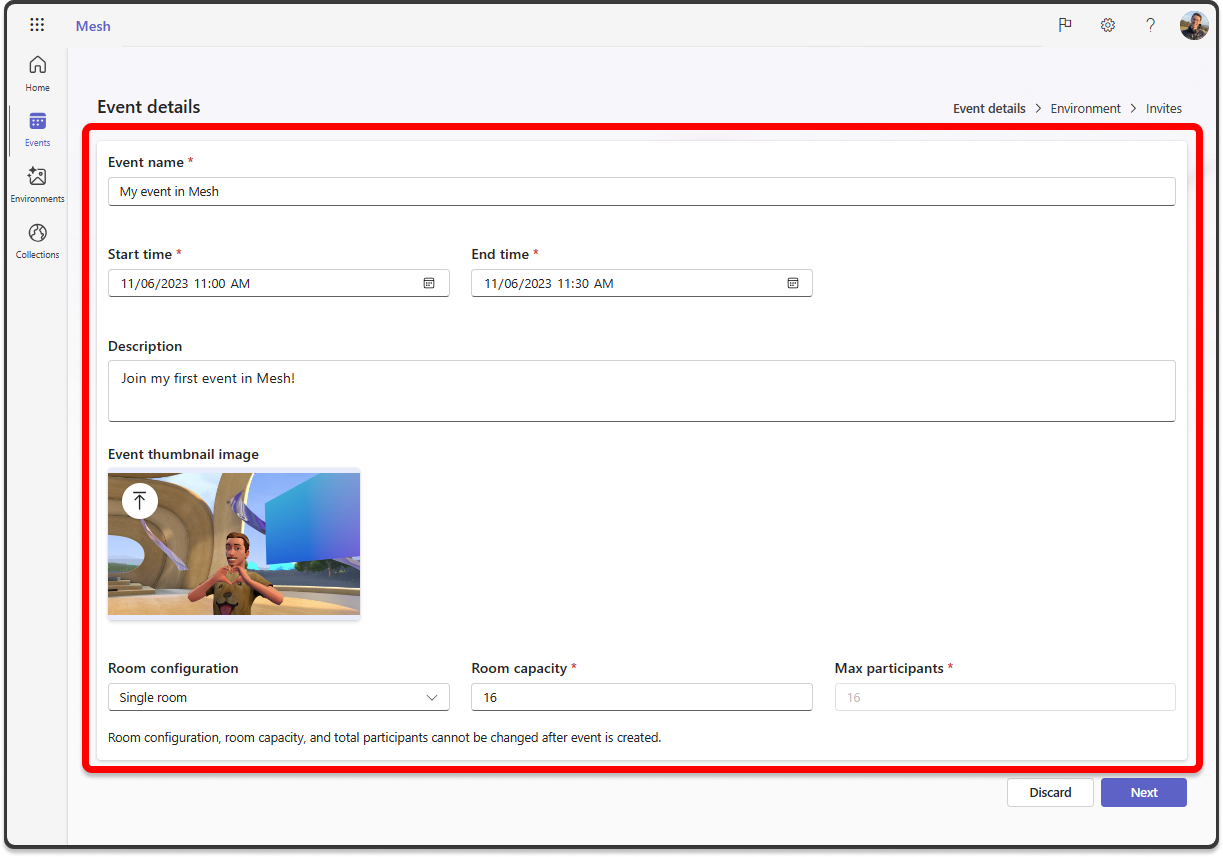 Mesh
?
Home
Events
Environments
Collections
Event details
Event details > Environment > Invites
Event name *
My event in Mesh
Start time * End time *
11/06/2023 11:00 AM 11/06/2023 11:30 AM
Description
Join my first event in Mesh!
Event thumbnail image
Room configuration Room capacity * Max participants *
Single room 16 16
Room configuration, room capacity, and total participants cannot be changed after event is created.
Discard Next